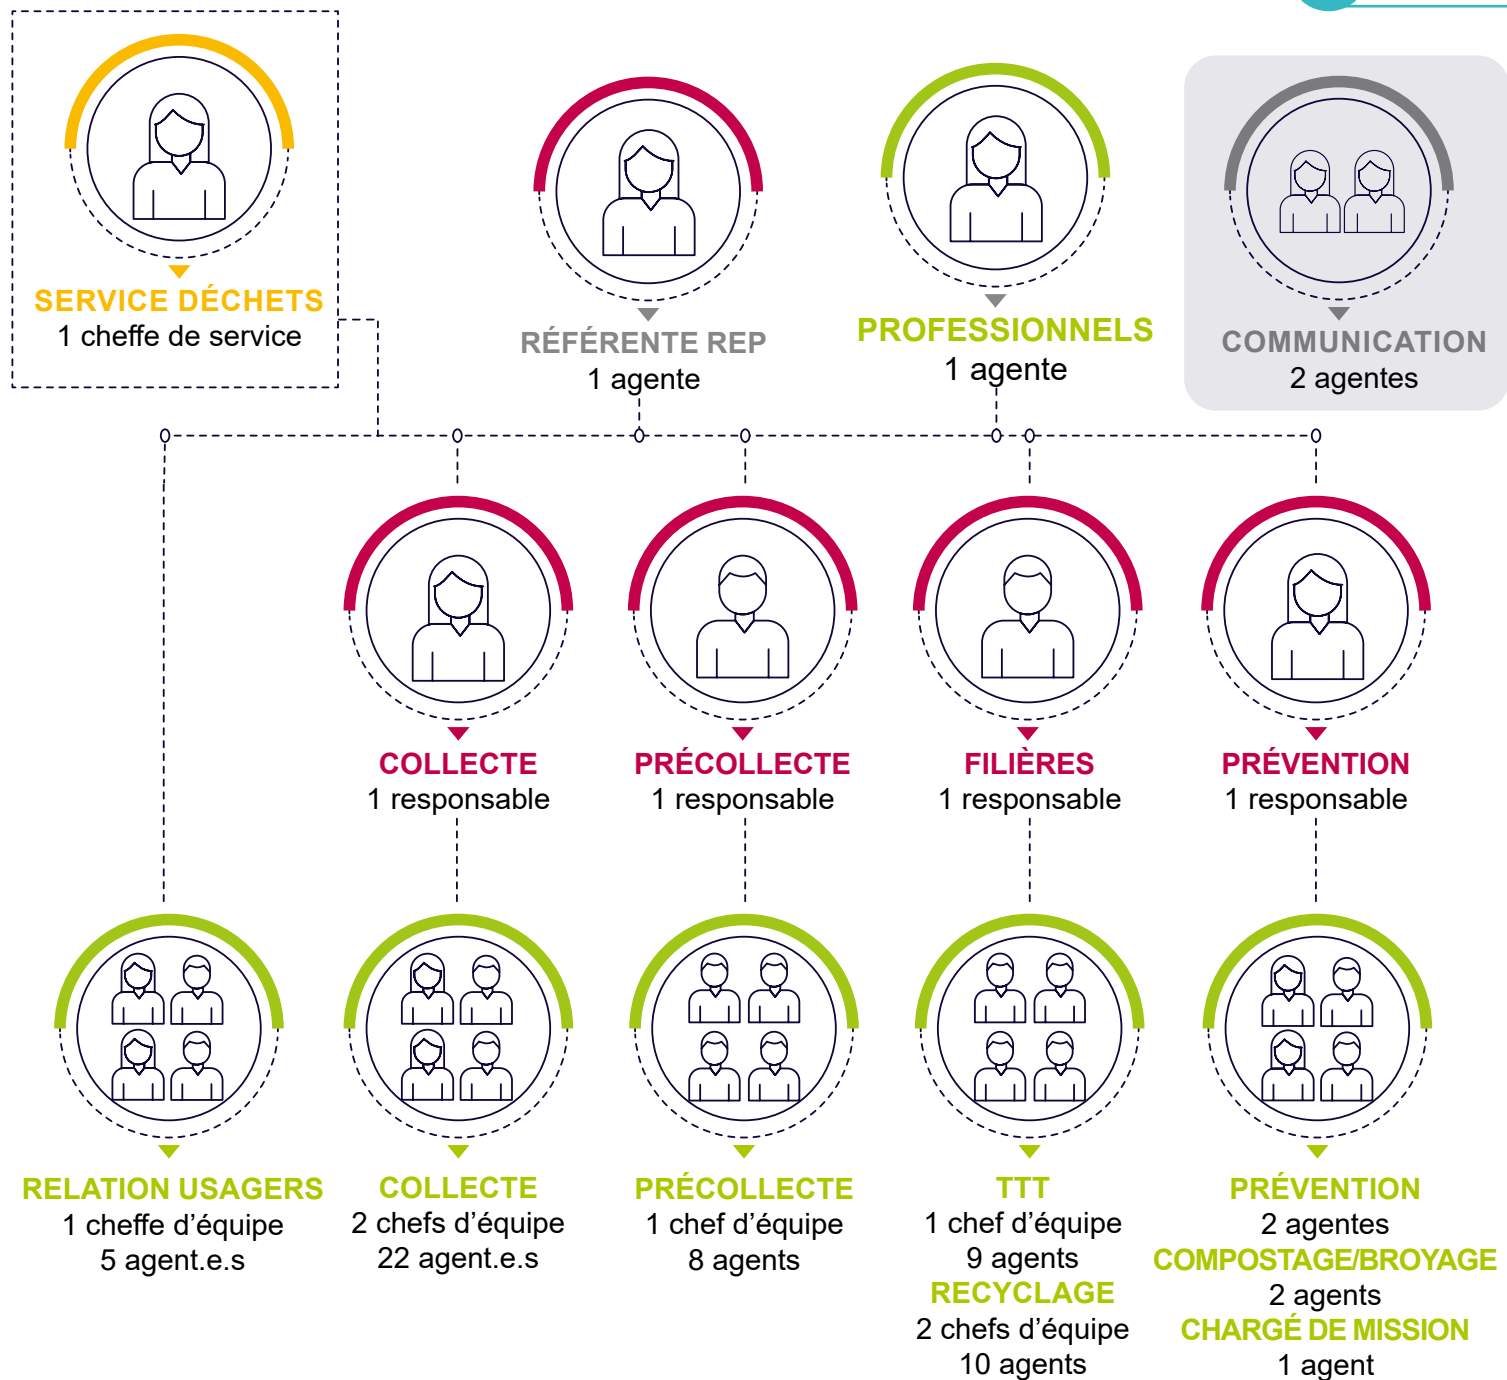 SERVICE DÉCHETS
1 cheffe de service
RÉFÉRENTE REP
1 agente
PROFESSIONNELS
1 agente
COMMUNICATION
2 agentes
COLLECTE
1 responsable
PRÉCOLLECTE
1 responsable
FILIÈRES
1 responsable
PRÉVENTION
1 responsable
RELATION USAGERS
1 cheffe d’équipe
5 agent.e.s
COLLECTE
2 chefs d’équipe
22 agent.e.s
PRÉCOLLECTE
1 chef d’équipe
8 agents
TTT
1 chef d’équipe
9 agents
RECYCLAGE
2 chefs d’équipe
10 agents
PRÉVENTION
2 agentes
COMPOSTAGE/BROYAGE
2 agents
CHARGÉ DE MISSION
1 agent